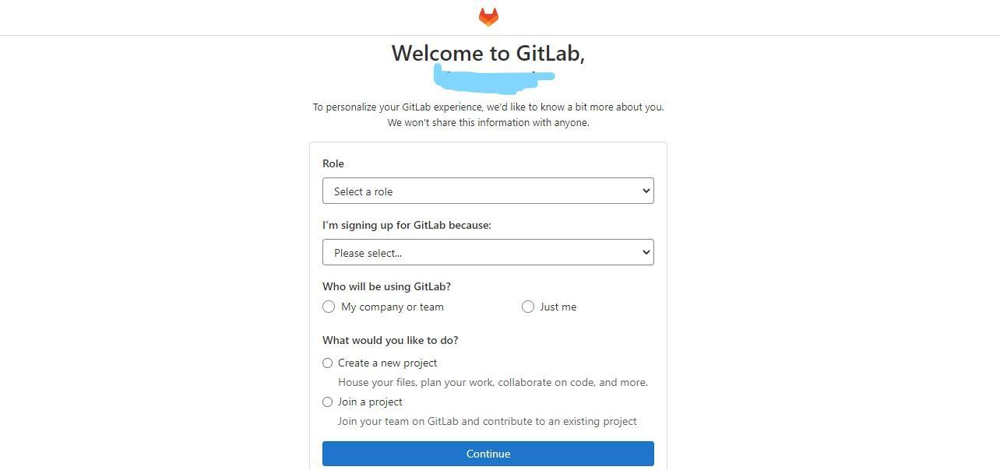 Welcome to GitLab,
To personalize your GitLab experience, we'd like to know a bit more about you.
We won't share this information with anyone.
Role
Select a role
I'm signing up for GitLab because:
Please select...
Who will be using GitLab?
My company or team
Just me
What would you like to do?
Create a new project
House your files, plan your work, collaborate on code, and more.
Join a project
Join your team on GitLab and contribute to an existing project
Continue